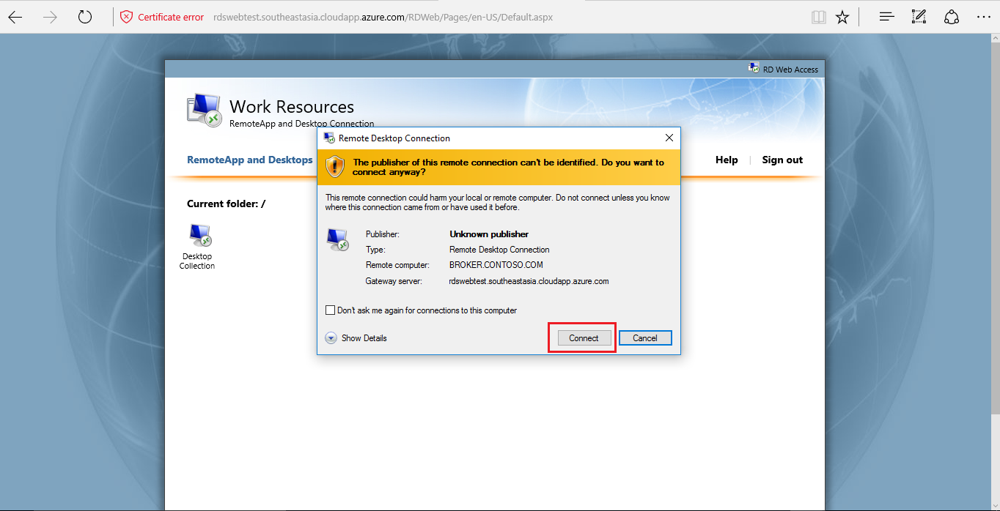 Certificate error rdswebtest.southeastasia.cloudapp.azure.com/RDWeb/Pages/en-US/Default.aspx
RD Web Access
Work Resources
RemoteApp and Desktop Connection
RemoteApp and Desktops
Help | Sign out
Current folder: /
Desktop
Collection
Remote Desktop Connection
The publisher of this remote connection can't be identified. Do you want to
connect anyway?
This remote connection could harm your local or remote computer. Do not connect unless you know
where this connection came from or have used it before.
Publisher: Unknown publisher
Type: Remote Desktop Connection
Remote computer: BROKER.CONTOSO.COM
Gateway server: rdswebtest.southeastasia.cloudapp.azure.com
Don't ask me again for connections to this computer
Show Details
Connect Cancel